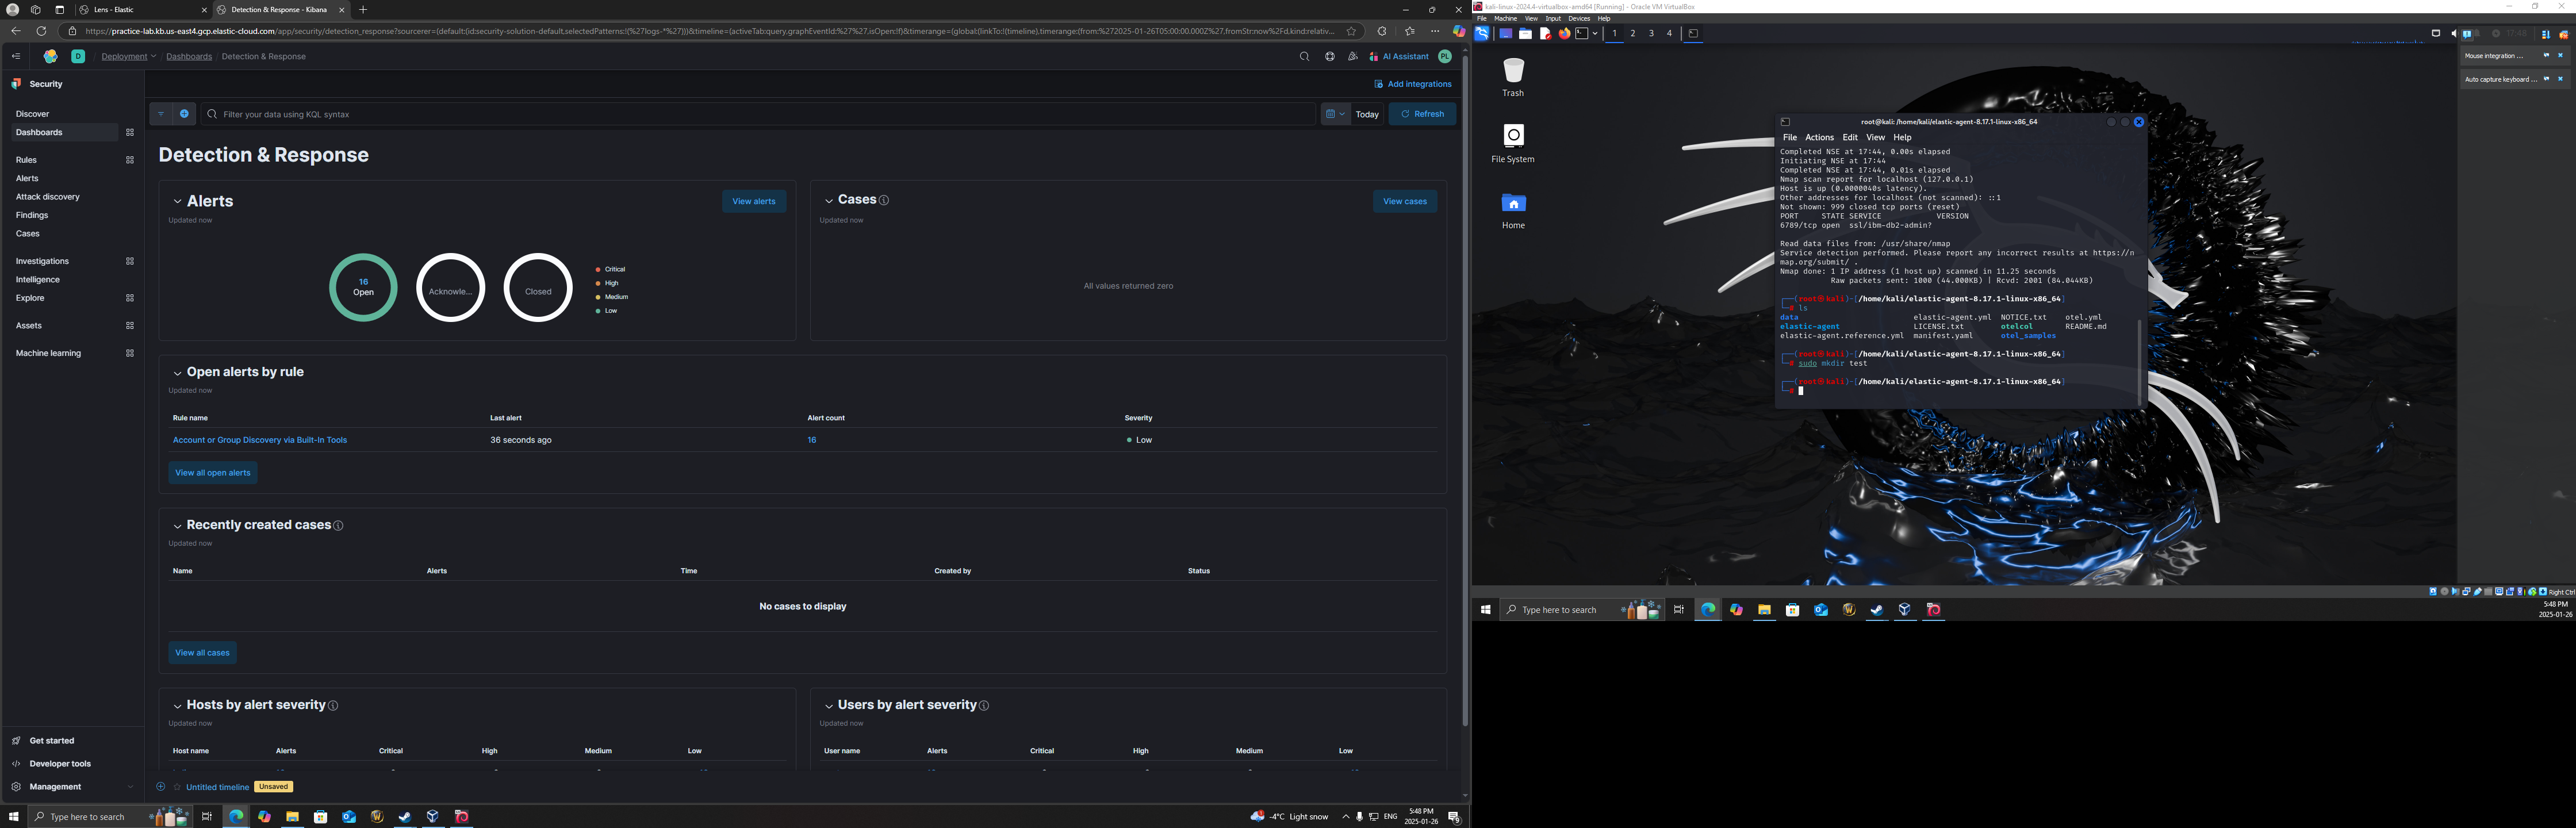 Lens - Elastic
Detection & Response - Kibana
https://practice-lab.kb.us-east4.gcp.elastic-cloud.com/app/security/detection_response?sourcerer=(default:(id:security-solution-default,selectedPatterns:!(%27logs-*%27)))&timeline=(activeTab:query,graphEventId:%27%27,isOpen:!f)&timerange=(global:(linkTo:!(timeline),timerange:(from:%272025-01-26T05:00:00.000Z%27,fromStr:now%2Fd,kind:relativ...
D
Deployment
Dashboards
Detection & Response
AI Assistant
PL
Security
Add integrations
Discover
Dashboards
Rules
Alerts
Attack discovery
Findings
Cases
Investigations
Intelligence
Explore
Assets
Machine learning
Get started
Developer tools
Management
Filter your data using KQL syntax
Today
Refresh
Detection & Response
Alerts
View alerts
Updated now
16
Open
Acknowle...
Closed
Critical
High
Medium
Low
Cases
View cases
Updated now
All values returned zero
Open alerts by rule
Updated now
Rule name Last alert Alert count Severity
Account or Group Discovery via Built-In Tools 36 seconds ago 16 Low
View all open alerts
Recently created cases
Updated now
Name Alerts Time Created by Status
No cases to display
View all cases
Hosts by alert severity
Updated now
Host name Alerts Critical High Medium Low
Users by alert severity
Updated now
User name Alerts Critical High Medium Low
Untitled timeline Unsaved
Type here to search
-4°C Light snow
ENG
5:48 PM
2025-01-26
9
kali-linux-2024.4-virtualbox-amd64 [Running] - Oracle VM VirtualBox
File Machine View Input Devices Help
1 2 3 4
17:48
Mouse integration ...
Auto capture keyboard ...
Trash
File System
Home
root@kali: /home/kali/elastic-agent-8.17.1-linux-x86_64
File Actions Edit View Help
Completed NSE at 17:44, 0.00s elapsed
Initiating NSE at 17:44
Completed NSE at 17:44, 0.01s elapsed
Nmap scan report for localhost (127.0.0.1)
Host is up (0.0000040s latency).
Other addresses for localhost (not scanned): ::1
Not shown: 999 closed tcp ports (reset)
PORT STATE SERVICE VERSION
6789/tcp open ssl/ibm-db2-admin?
Read data files from: /usr/share/nmap
Service detection performed. Please report any incorrect results at https://n
map.org/submit/ .
Nmap done: 1 IP address (1 host up) scanned in 11.25 seconds
Raw packets sent: 1000 (44.000KB) | Rcvd: 2001 (84.044KB)
(root㉿kali)-[/home/kali/elastic-agent-8.17.1-linux-x86_64]
# ls
data elastic-agent.yml NOTICE.txt otel.yml
elastic-agent LICENSE.txt otelcol README.md
elastic-agent.reference.yml manifest.yaml otel_samples
(root㉿kali)-[/home/kali/elastic-agent-8.17.1-linux-x86_64]
# sudo mkdir test
(root㉿kali)-[/home/kali/elastic-agent-8.17.1-linux-x86_64]
#
Right Ctrl
Type here to search
5:48 PM
2025-01-26